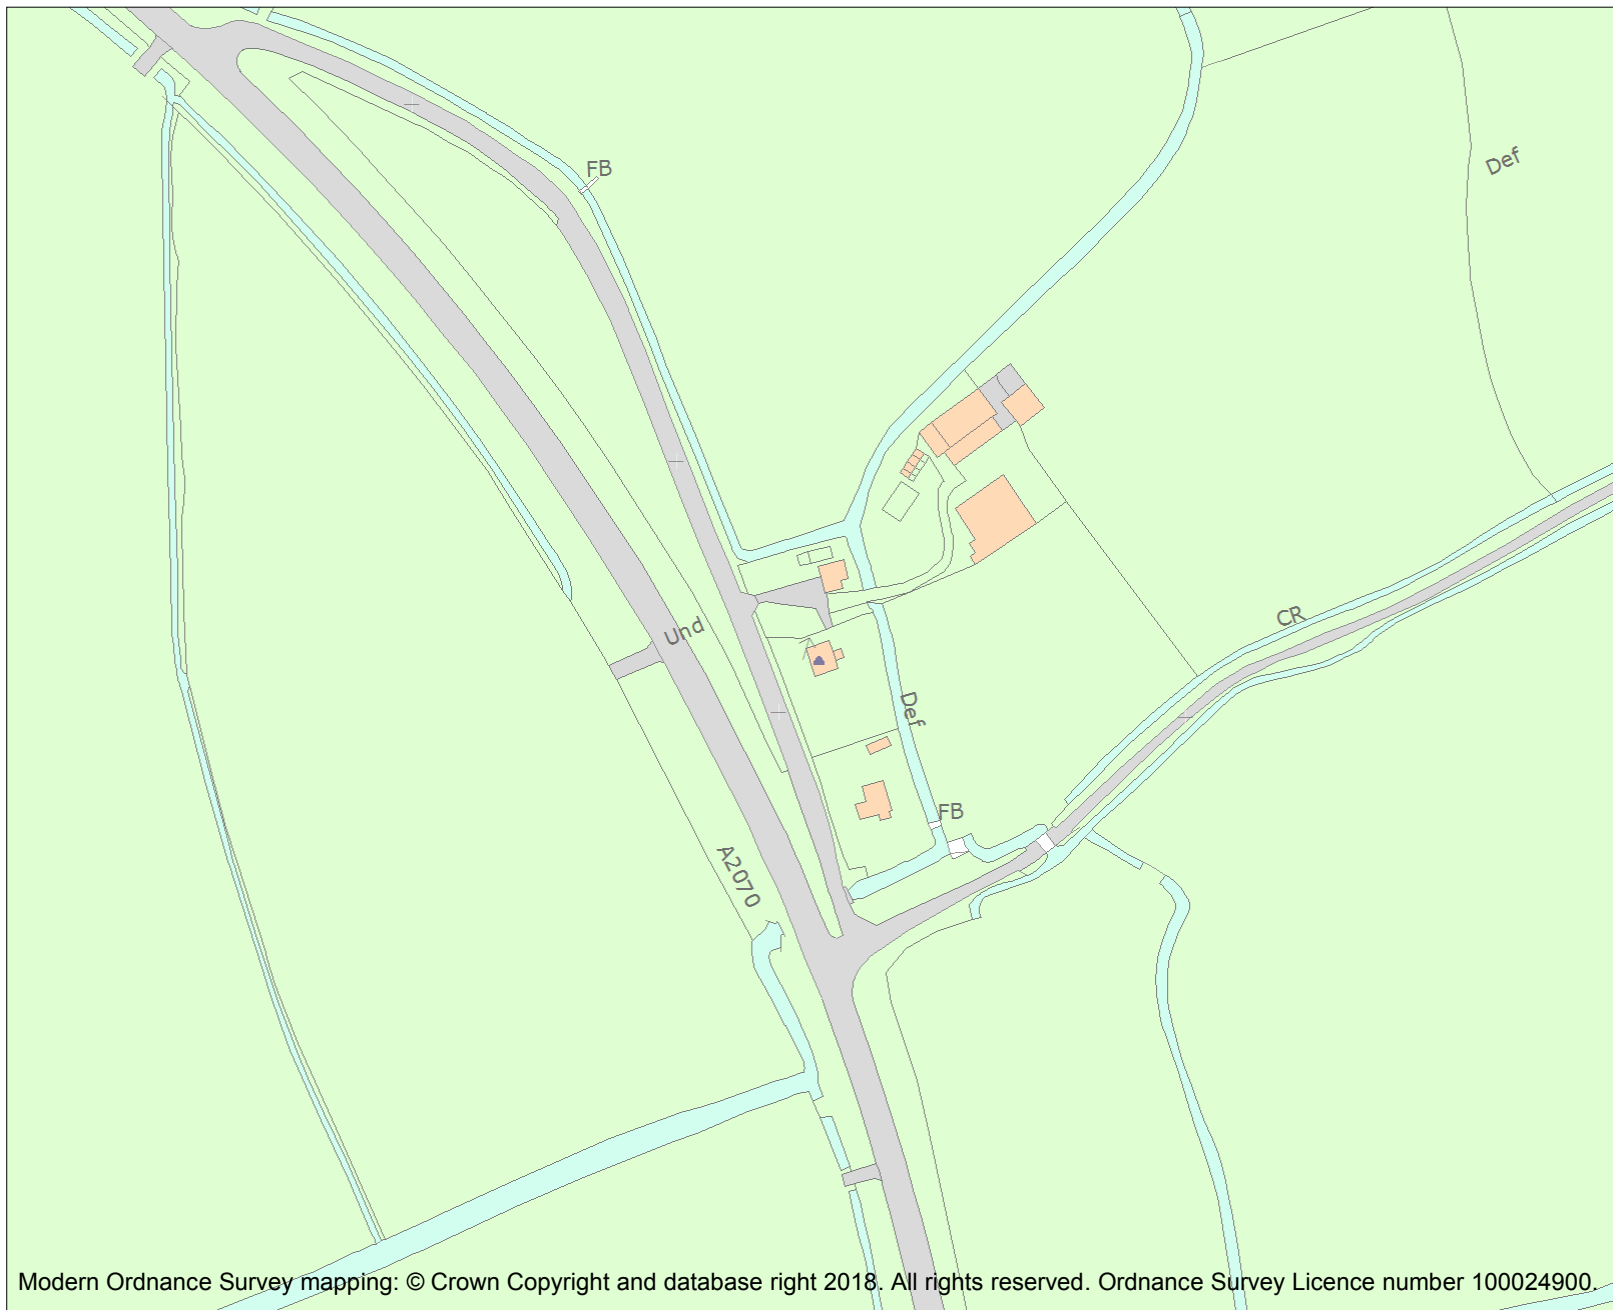 FB
Def
CR
Und
Def
FB
A2070
Modern Ordnance Survey mapping: © Crown Copyright and database right 2018. All rights reserved. Ordnance Survey Licence number 100024900.